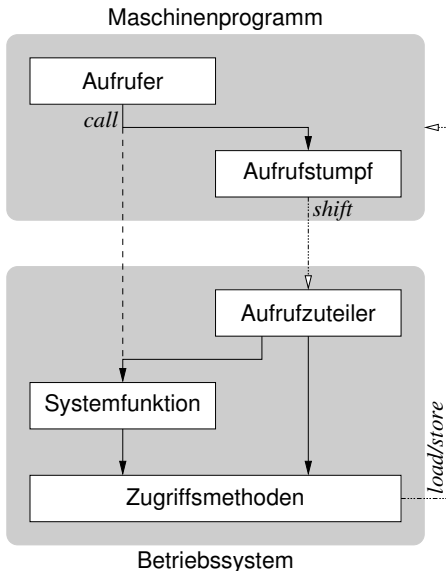 Maschinenprogramm
Aufrufer
call
Aufrufstumpf
shift
Aufrufzuteiler
Systemfunktion
load/store
Zugriffsmethoden
Betriebssystem